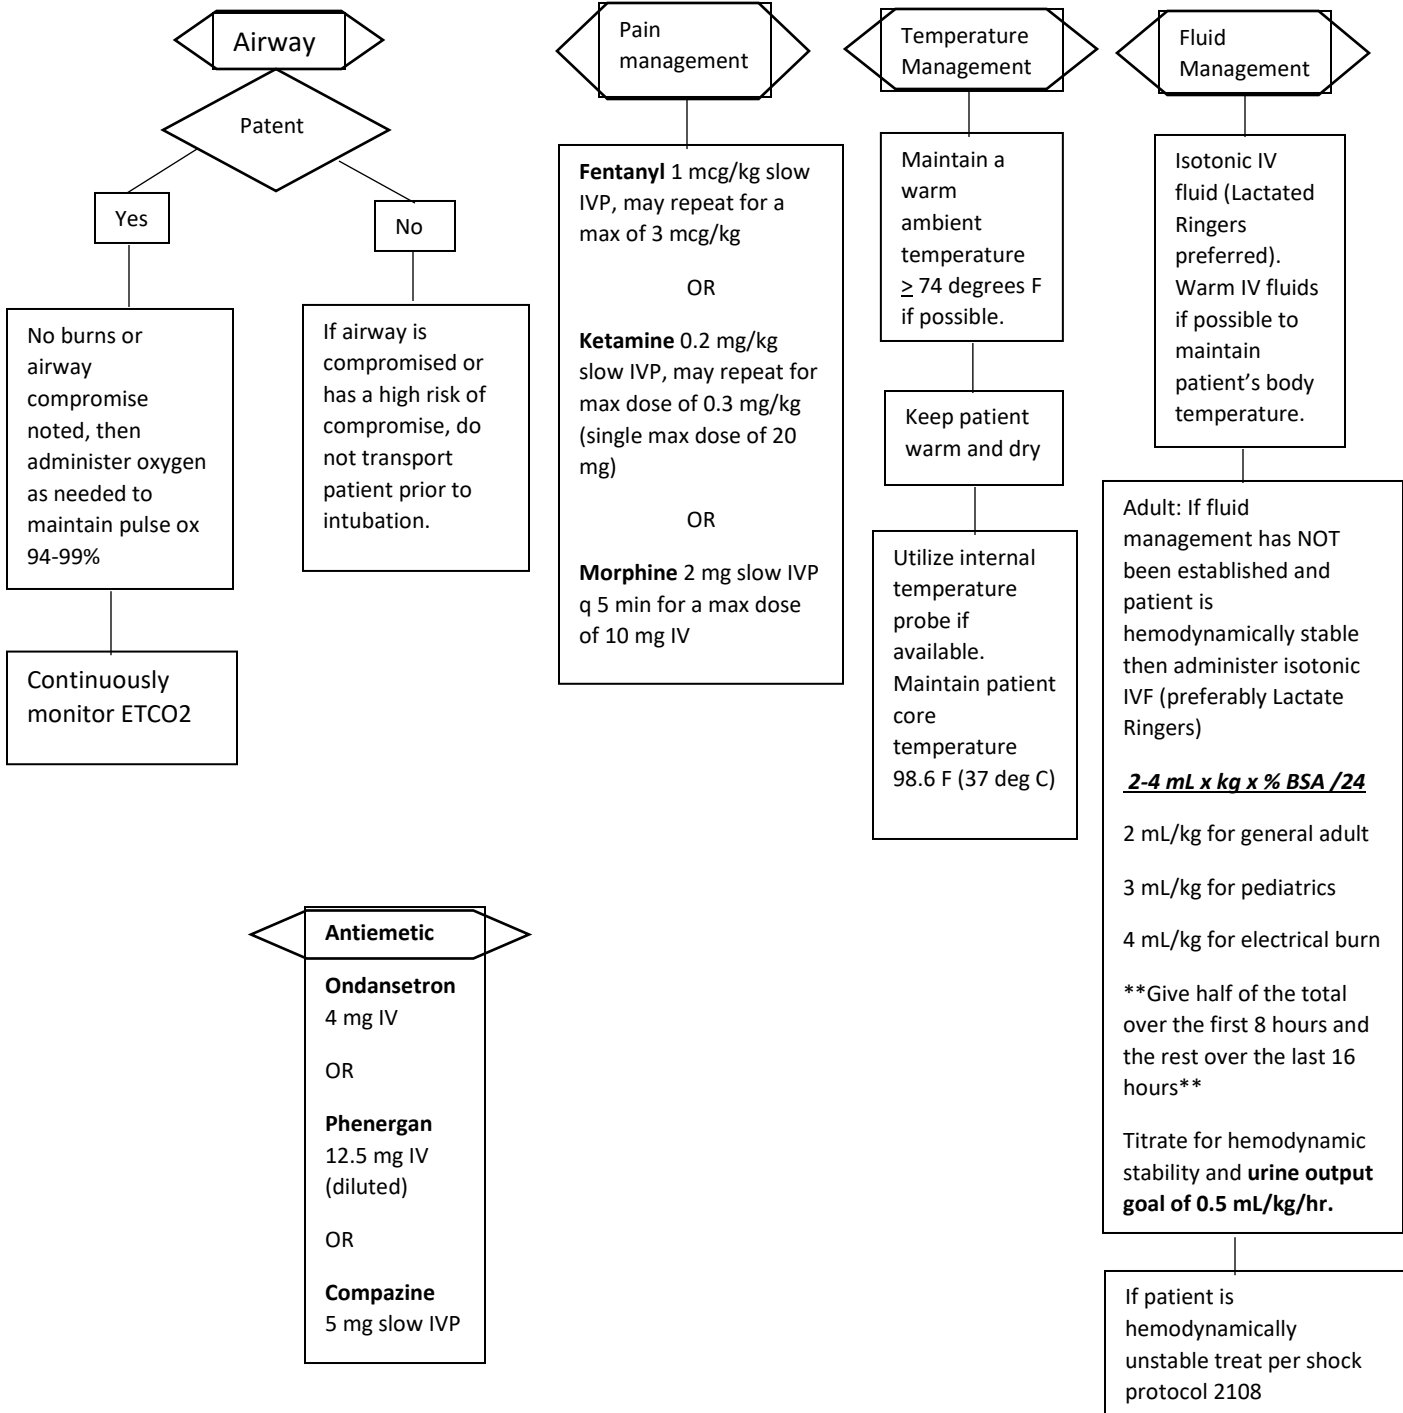 Airway
Patent
Yes
No
No burns or
airway
compromise
noted, then
administer oxygen
as needed to
maintain pulse ox
94-99%
Continuously
monitor ETCO2
If airway is
compromised or
has a high risk of
compromise, do
not transport
patient prior to
intubation.
Pain
management
Fentanyl 1 mcg/kg slow
IVP, may repeat for a
max of 3 mcg/kg
OR
Ketamine 0.2 mg/kg
slow IVP, may repeat for
max dose of 0.3 mg/kg
(single max dose of 20
mg)
OR
Morphine 2 mg slow IVP
q 5 min for a max dose
of 10 mg IV
Temperature
Management
Maintain a
warm
ambient
temperature
≥ 74 degrees F
if possible.
Keep patient
warm and dry
Utilize internal
temperature
probe if
available.
Maintain patient
core
temperature
98.6 F (37 deg C)
Fluid
Management
Isotonic IV
fluid (Lactated
Ringers
preferred).
Warm IV fluids
if possible to
maintain
patient’s body
temperature.
Adult: If fluid
management has NOT
been established and
patient is
hemodynamically stable
then administer isotonic
IVF (preferably Lactate
Ringers)
2-4 mL x kg x % BSA /24
2 mL/kg for general adult
3 mL/kg for pediatrics
4 mL/kg for electrical burn
**Give half of the total
over the first 8 hours and
the rest over the last 16
hours**
Titrate for hemodynamic
stability and urine output
goal of 0.5 mL/kg/hr.
If patient is
hemodynamically
unstable treat per shock
protocol 2108
Antiemetic
Ondansetron
4 mg IV
OR
Phenergan
12.5 mg IV
(diluted)
OR
Compazine
5 mg slow IVP